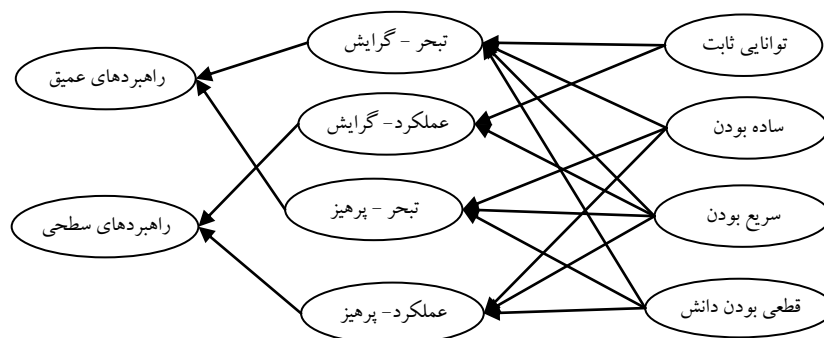 توانایی ثابت
ساده بودن
سریع بودن
قطعی بودن دانش
تبحر – گرایش
عملکرد- گرایش
تبحر – پرهیز
عملکرد- پرهیز
راهبردهای عمیق
راهبردهای سطحی